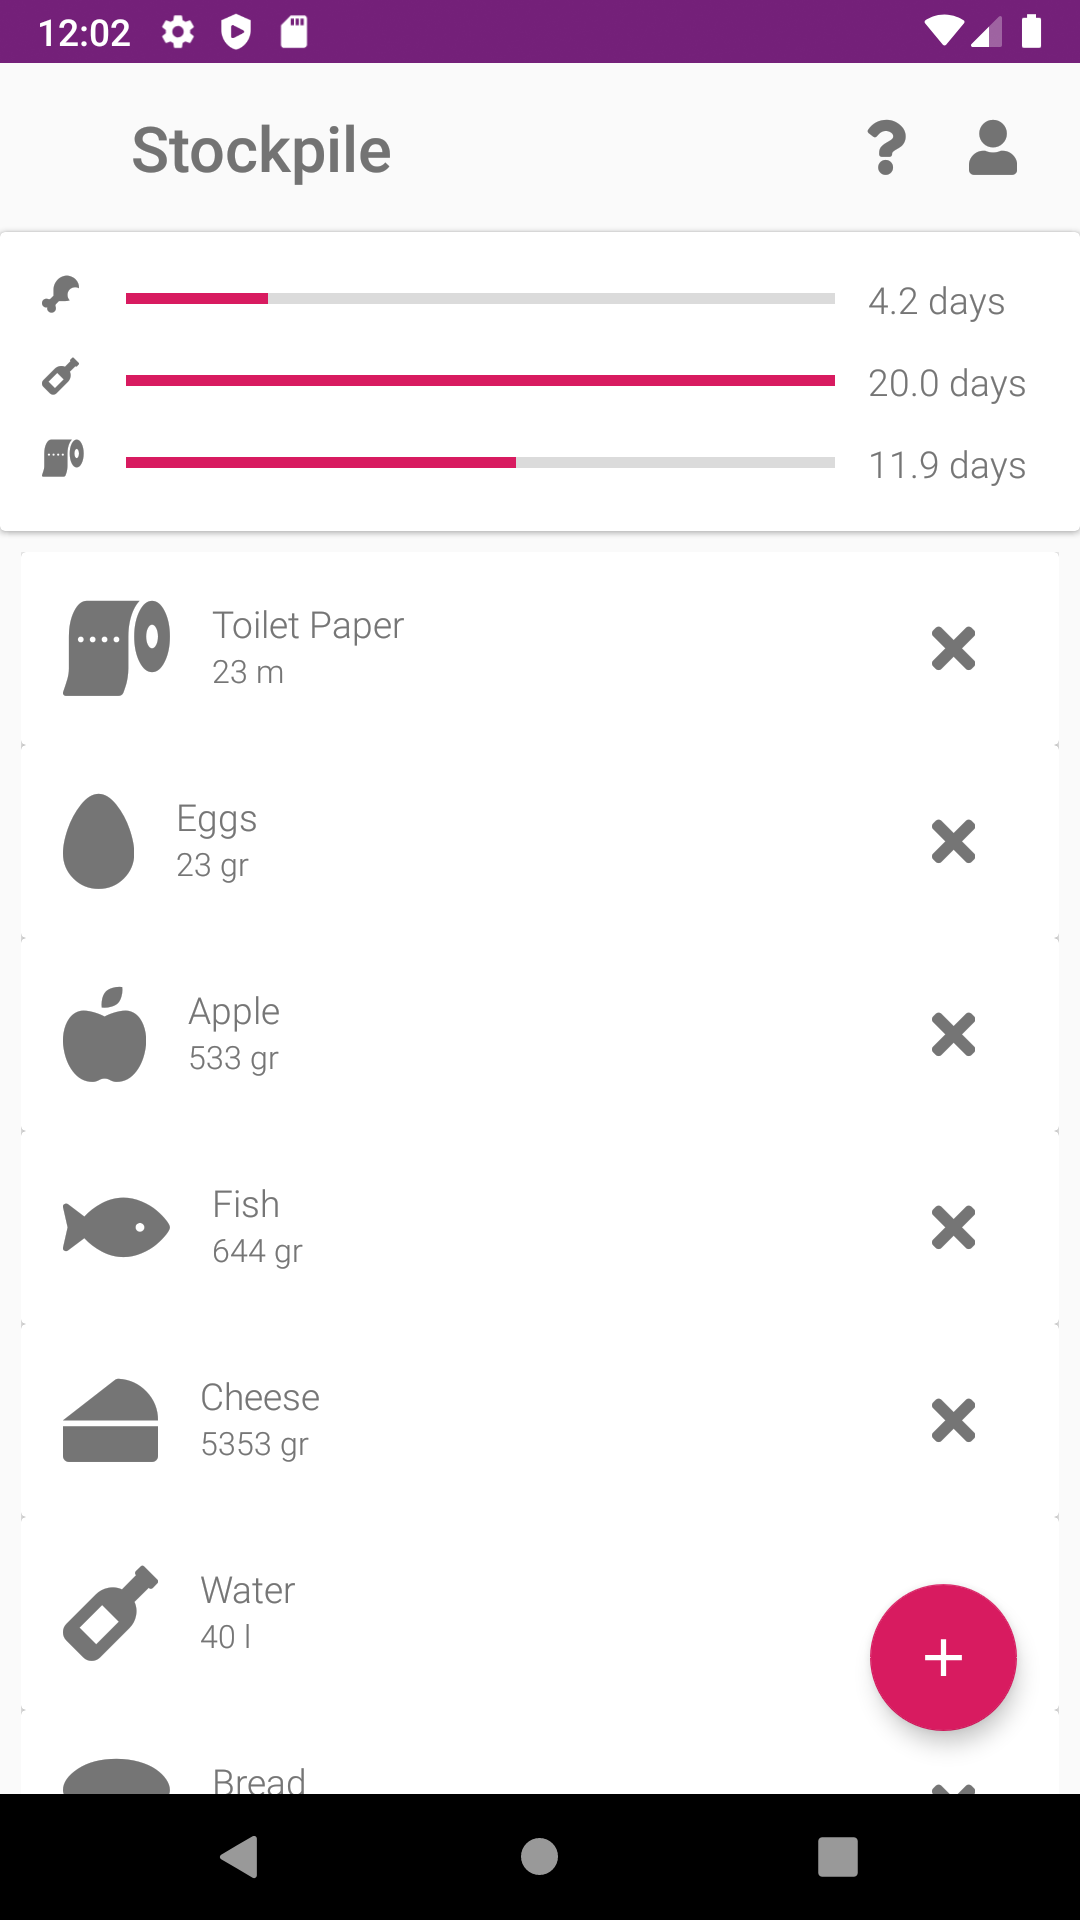 12:02
Stockpile
4.2 days
20.0 days
11.9 days
Toilet Paper
23 m
Eggs
23 gr
Apple
533 gr
Fish
644 gr
Cheese
5353 gr
Water
40 l
Bread